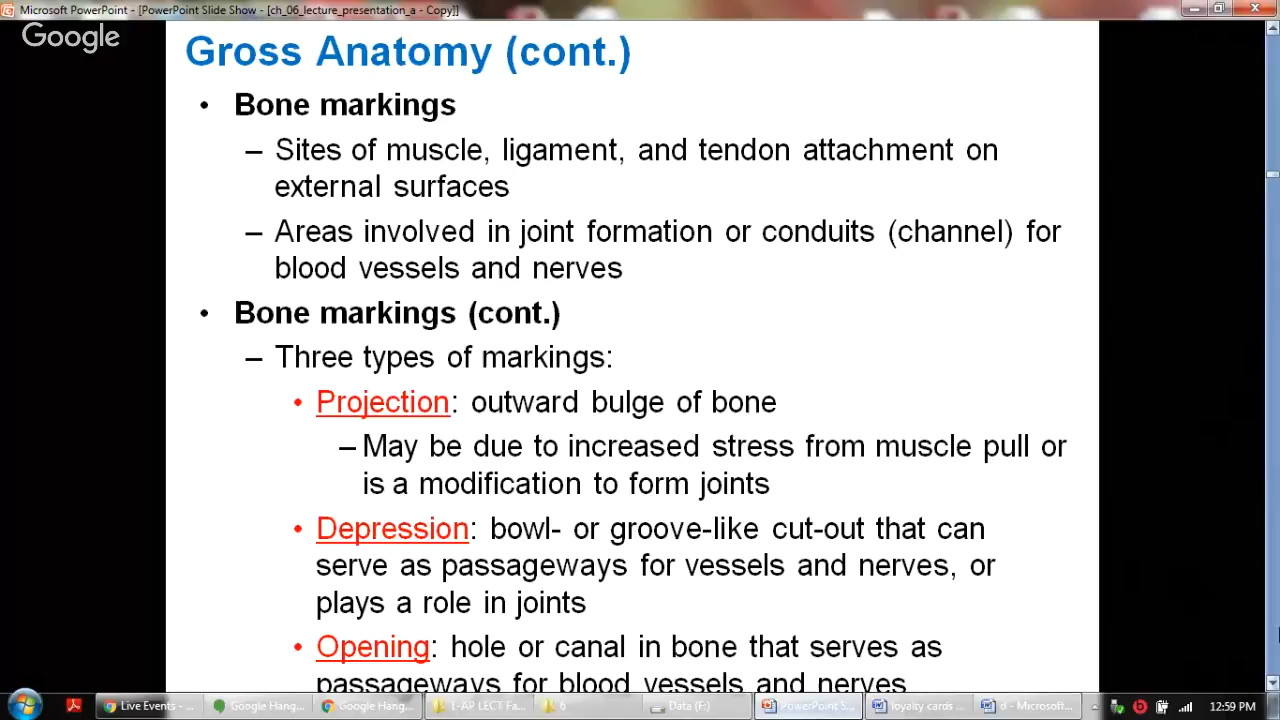 Microsoft PowerPoint - [PowerPoint Slide Show - [ch_06_lecture_presentation_a - Copy]]
Google
Gross Anatomy (cont.)
• Bone markings
– Sites of muscle, ligament, and tendon attachment on
external surfaces
– Areas involved in joint formation or conduits (channel) for
blood vessels and nerves
• Bone markings (cont.)
– Three types of markings:
• Projection: outward bulge of bone
– May be due to increased stress from muscle pull or
is a modification to form joints
• Depression: bowl- or groove-like cut-out that can
serve as passageways for vessels and nerves, or
plays a role in joints
• Opening: hole or canal in bone that serves as
passageways for blood vessels and nerves
Live Events - ...
Google Hang...
Google Hang...
E-AP LECT Fa...
Data (F:)
PowerPoint S...
loyalty cards ...
d - Microsoft...
12:59 PM